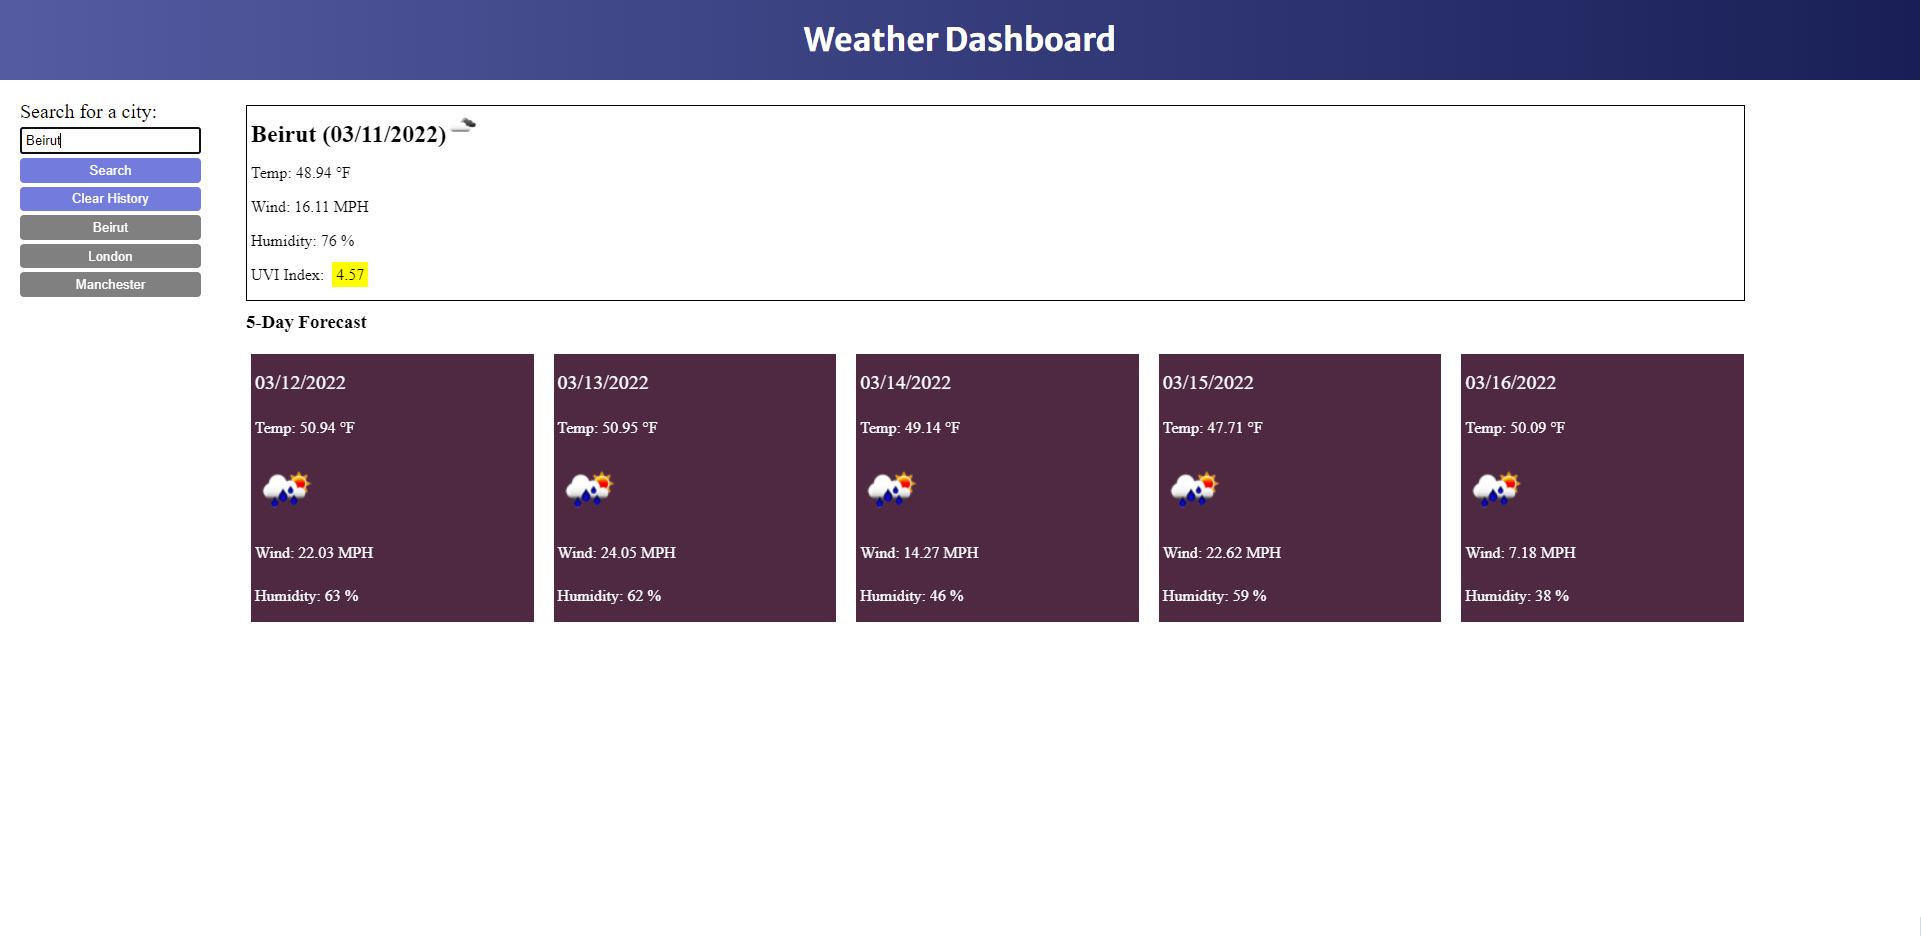 Weather Dashboard
Search for a city:
Beirut
Search
Clear History
Beirut
London
Manchester
Beirut (03/11/2022)
Temp: 48.94 °F
Wind: 16.11 MPH
Humidity: 76 %
UVI Index: 4.57
5-Day Forecast
03/12/2022
Temp: 50.94 °F
Wind: 22.03 MPH
Humidity: 63 %
03/13/2022
Temp: 50.95 °F
Wind: 24.05 MPH
Humidity: 62 %
03/14/2022
Temp: 49.14 °F
Wind: 14.27 MPH
Humidity: 46 %
03/15/2022
Temp: 47.71 °F
Wind: 22.62 MPH
Humidity: 59 %
03/16/2022
Temp: 50.09 °F
Wind: 7.18 MPH
Humidity: 38 %